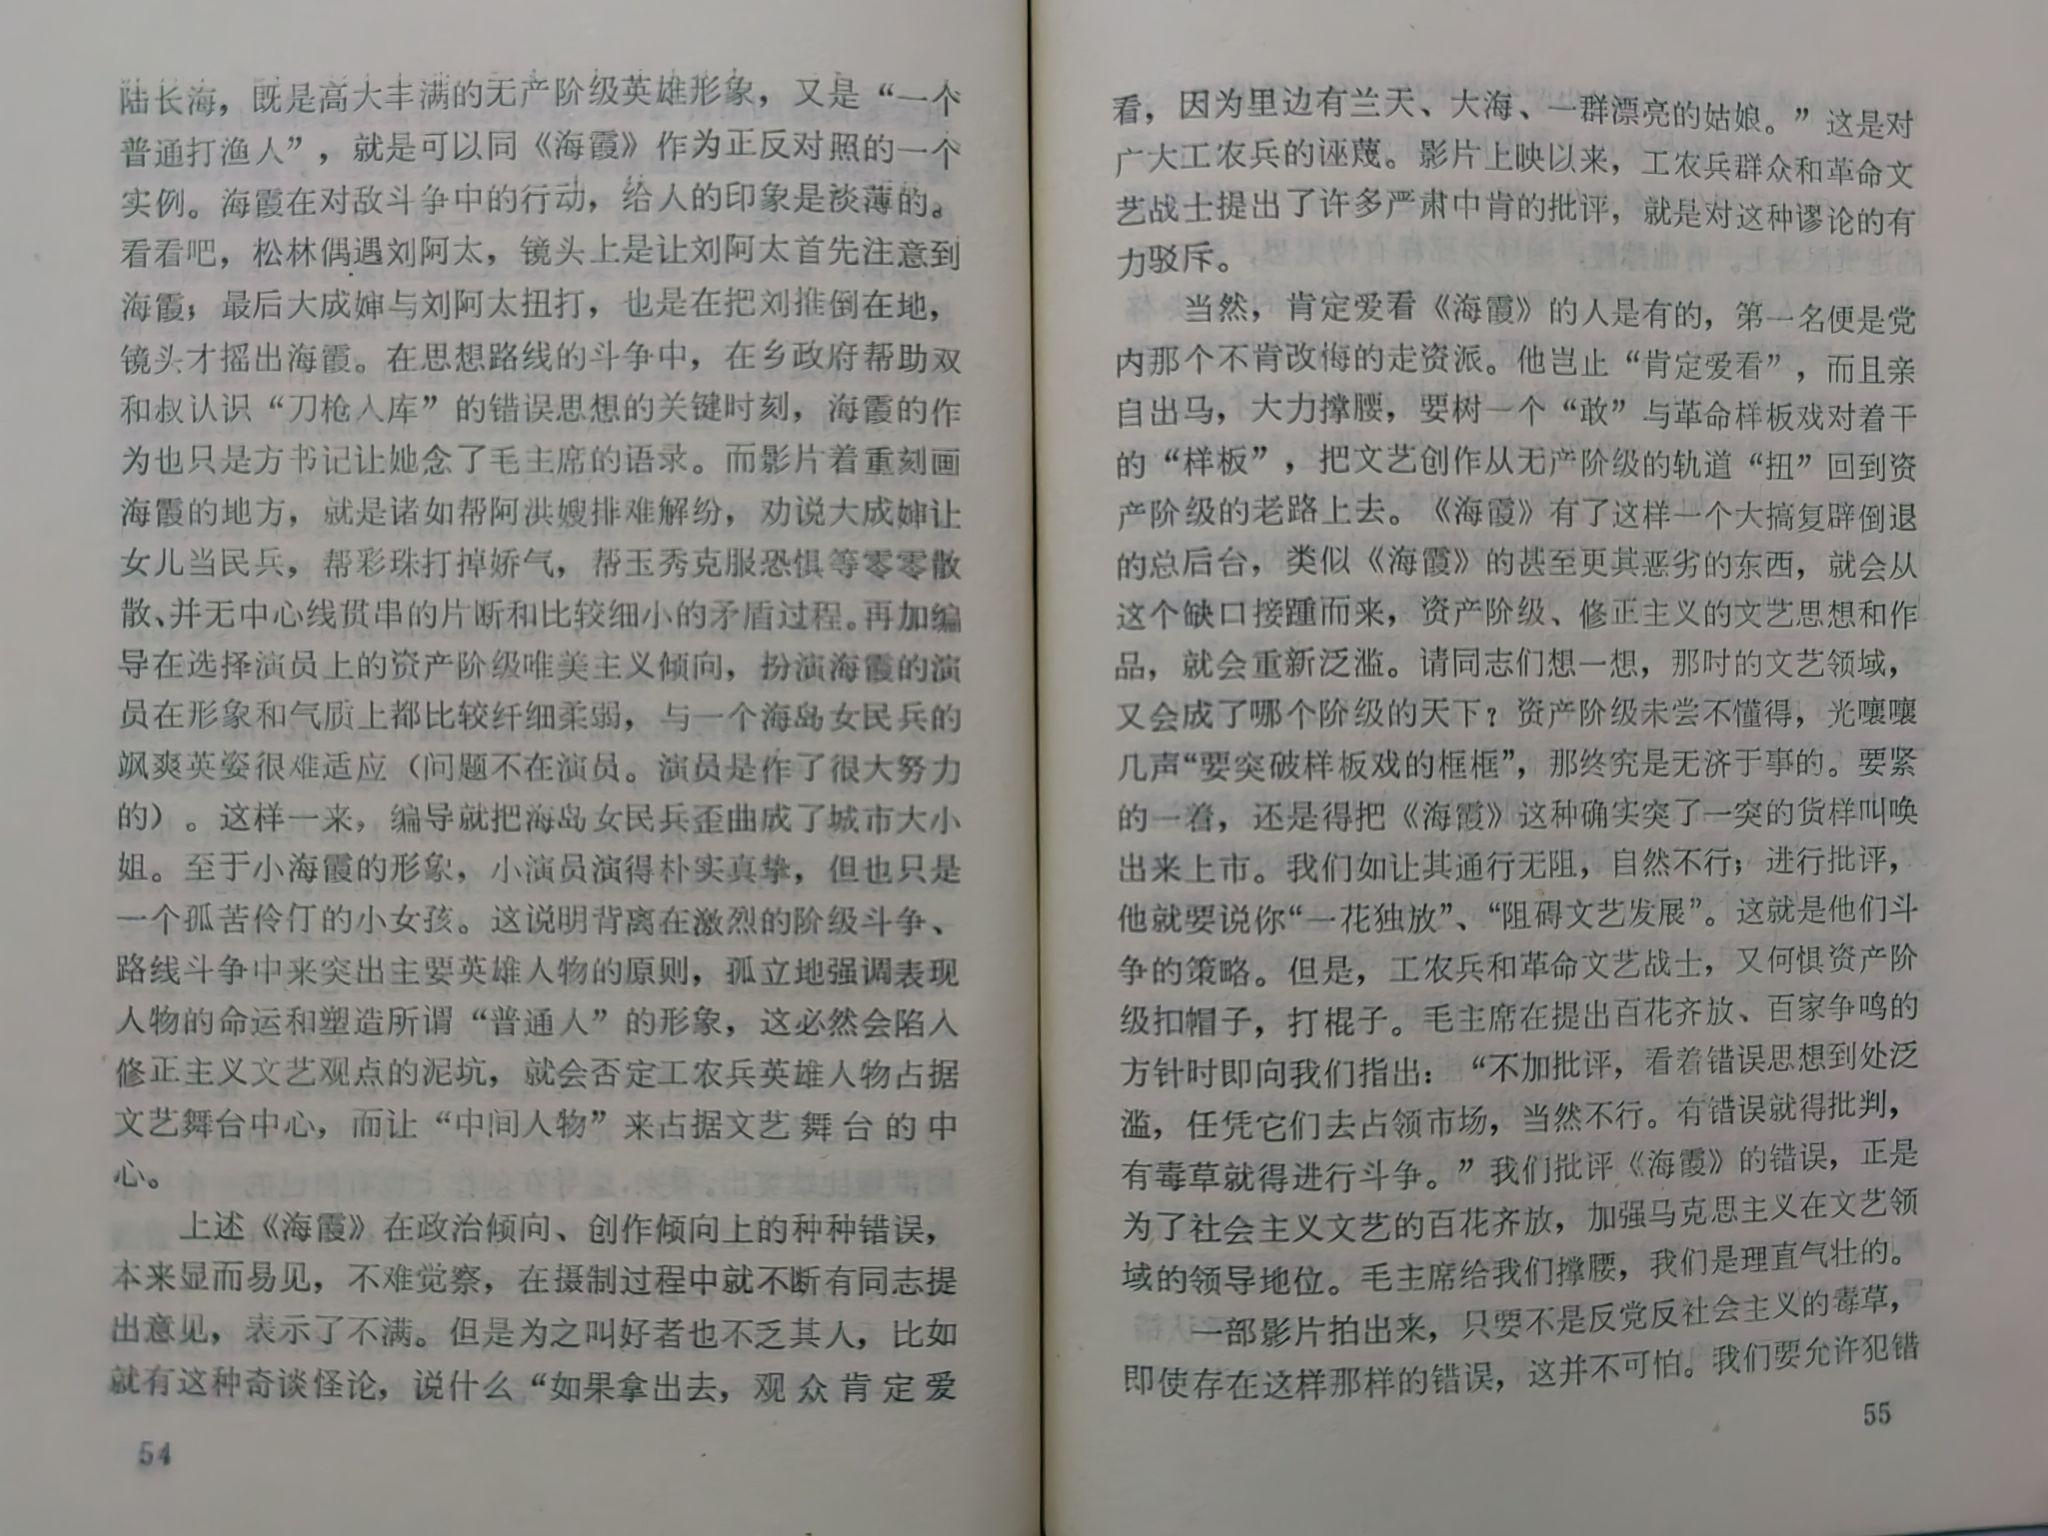 陆长海，既是高大丰满的无产阶级英雄形象，又是“一个
普通打渔人”，就是可以同《海霞》作为正反对照的一个
实例。海霞在对敌斗争中的行动，给人的印象是淡薄的。
看看吧，松林偶遇刘阿太，镜头上是让刘阿太首先注意到
海霞；最后大成婶与刘阿太扭打，也是在把刘推倒在地，
镜头才摇出海霞。在思想路线的斗争中，在乡政府帮助双
和叔认识“刀枪入库”的错误思想的关键时刻，海霞的作
为也只是方书记让她念了毛主席的语录。而影片着重刻画
海霞的地方，就是诸如帮阿洪嫂排难解纷，劝说大成婶让
女儿当民兵，帮彩珠打掉娇气，帮玉秀克服恐惧等零零散
散、并无中心线贯串的片断和比较细小的矛盾过程。再加编
导在选择演员上的资产阶级唯美主义倾向，扮演海霞的演
员在形象和气质上都比较纤细柔弱，与一个海岛女民兵的
飒爽英姿很难适应（问题不在演员。演员是作了很大努力
的）。这样一来，编导就把海岛女民兵歪曲成了城市大小
姐。至于小海霞的形象，小演员演得朴实真挚，但也只是
一个孤苦伶仃的小女孩。这说明背离在激烈的阶级斗争、
路线斗争中来突出主要英雄人物的原则，孤立地强调表现
人物的命运和塑造所谓“普通人”的形象，这必然会陷入
修正主义文艺观点的泥坑，就会否定工农兵英雄人物占据
文艺舞台中心，而让“中间人物”来占据文艺舞台的中
心。
上述《海霞》在政治倾向、创作倾向上的种种错误，
本来显而易见，不难觉察，在摄制过程中就不断有同志提
出意见，表示了不满。但是为之叫好者也不乏其人，比如
就有这种奇谈怪论，说什么“如果拿出去，观众肯定爱
54
看，因为里边有兰天、大海、一群漂亮的姑娘。”这是对
广大工农兵的诬蔑。影片上映以来，工农兵群众和革命文
艺战士提出了许多严肃中肯的批评，就是对这种谬论的有
力驳斥。
当然，肯定爱看《海霞》的人是有的，第一名便是党
内那个不肯改悔的走资派。他岂止“肯定爱看”，而且亲
自出马，大力撑腰，要树一个“敢”与革命样板戏对着干
的“样板”，把文艺创作从无产阶级的轨道“扭”回到资
产阶级的老路上去。《海霞》有了这样一个大搞复辟倒退
的总后台，类似《海霞》的甚至更其恶劣的东西，就会从
这个缺口接踵而来，资产阶级、修正主义的文艺思想和作
品，就会重新泛滥。请同志们想一想，那时的文艺领域，
又会成了哪个阶级的天下？资产阶级未尝不懂得，光嚷嚷
几声“要突破样板戏的框框”，那终究是无济于事的。要紧
的一着，还是得把《海霞》这种确实突了一突的货样叫唤
出来上市。我们如让其通行无阻，自然不行；进行批评，
他就要说你“一花独放”、“阻碍文艺发展”。这就是他们斗
争的策略。但是，工农兵和革命文艺战士，又何惧资产阶
级扣帽子，打棍子。毛主席在提出百花齐放、百家争鸣的
方针时即向我们指出：“不加批评，看着错误思想到处泛
滥，任凭它们去占领市场，当然不行。有错误就得批判，
有毒草就得进行斗争。”我们批评《海霞》的错误，正是
为了社会主义文艺的百花齐放，加强马克思主义在文艺领
域的领导地位。毛主席给我们撑腰，我们是理直气壮的。
一部影片拍出来，只要不是反党反社会主义的毒草，
即使存在这样那样的错误，这并不可怕。我们要允许犯错
55